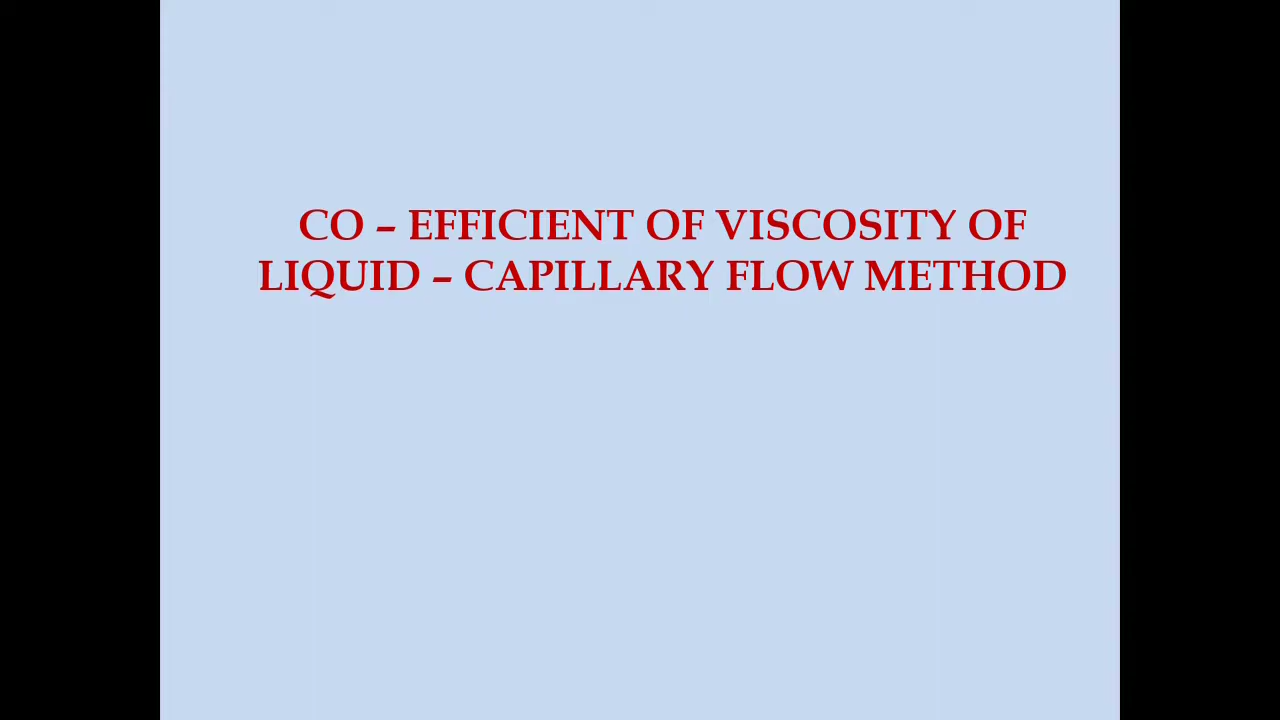 CO – EFFICIENT OF VISCOSITY OF
LIQUID – CAPILLARY FLOW METHOD